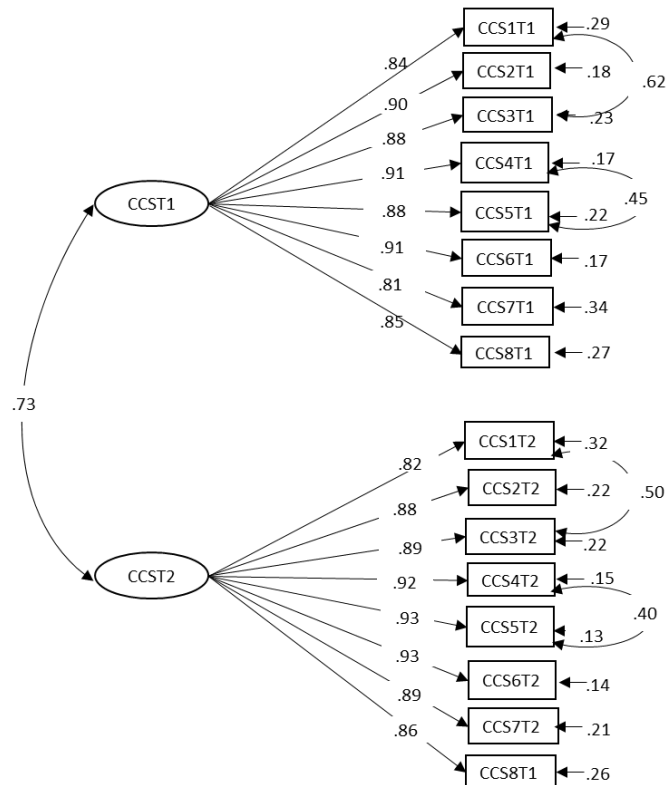 CCS1T1
.29
.84
CCS2T1
.18
.62
.90
CCS3T1
.23
.88
CCS4T1
.17
.91
CCST1
.45
.88
CCS5T1
.22
.91
CCS6T1
.17
.81
CCS7T1
.34
.85
CCS8T1
.27
.73
CCS1T2
.32
.82
CCS2T2
.22
.50
.88
CCS3T2
.22
.89
CCST2
.92
CCS4T2
.15
.40
.93
CCS5T2
.13
.93
CCS6T2
.14
.89
CCS7T2
.21
.86
CCS8T1
.26